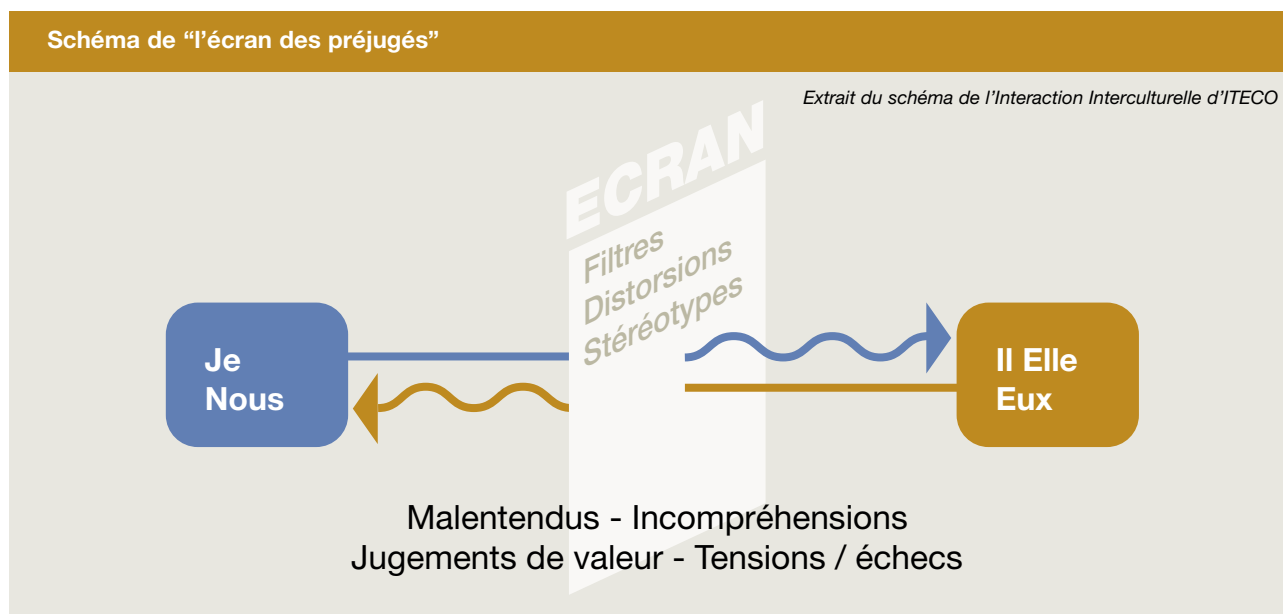 Schéma de “l’écran des préjugés”
Extrait du schéma de l’Interaction Interculturelle d’ITECO
ECRAN
Filtres
Distorsions
Stéréotypes
Je
Nous
Il Elle
Eux
Malentendus - Incompréhensions
Jugements de valeur - Tensions / échecs